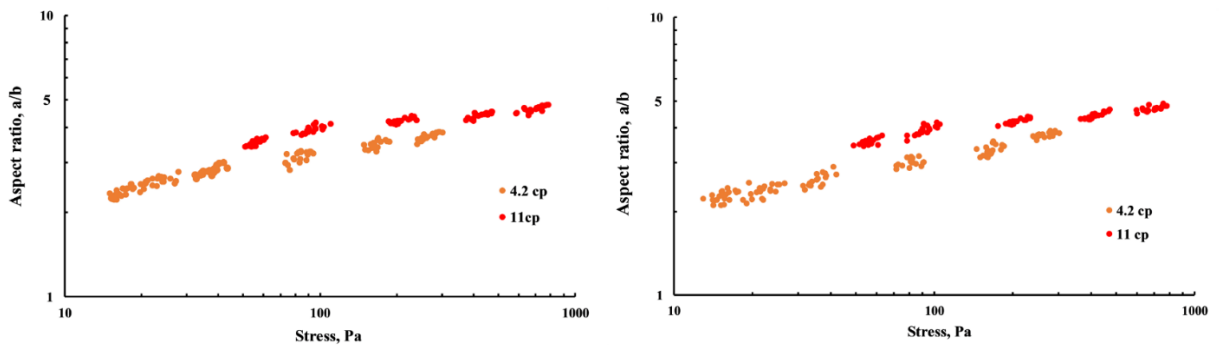 10
5
1
Aspect ratio, a/b
4.2 cp
11cp
10
100
1000
Stress, Pa
10
5
1
Aspect ratio, a/b
4.2 cp
11 cp
10
100
1000
Stress, Pa